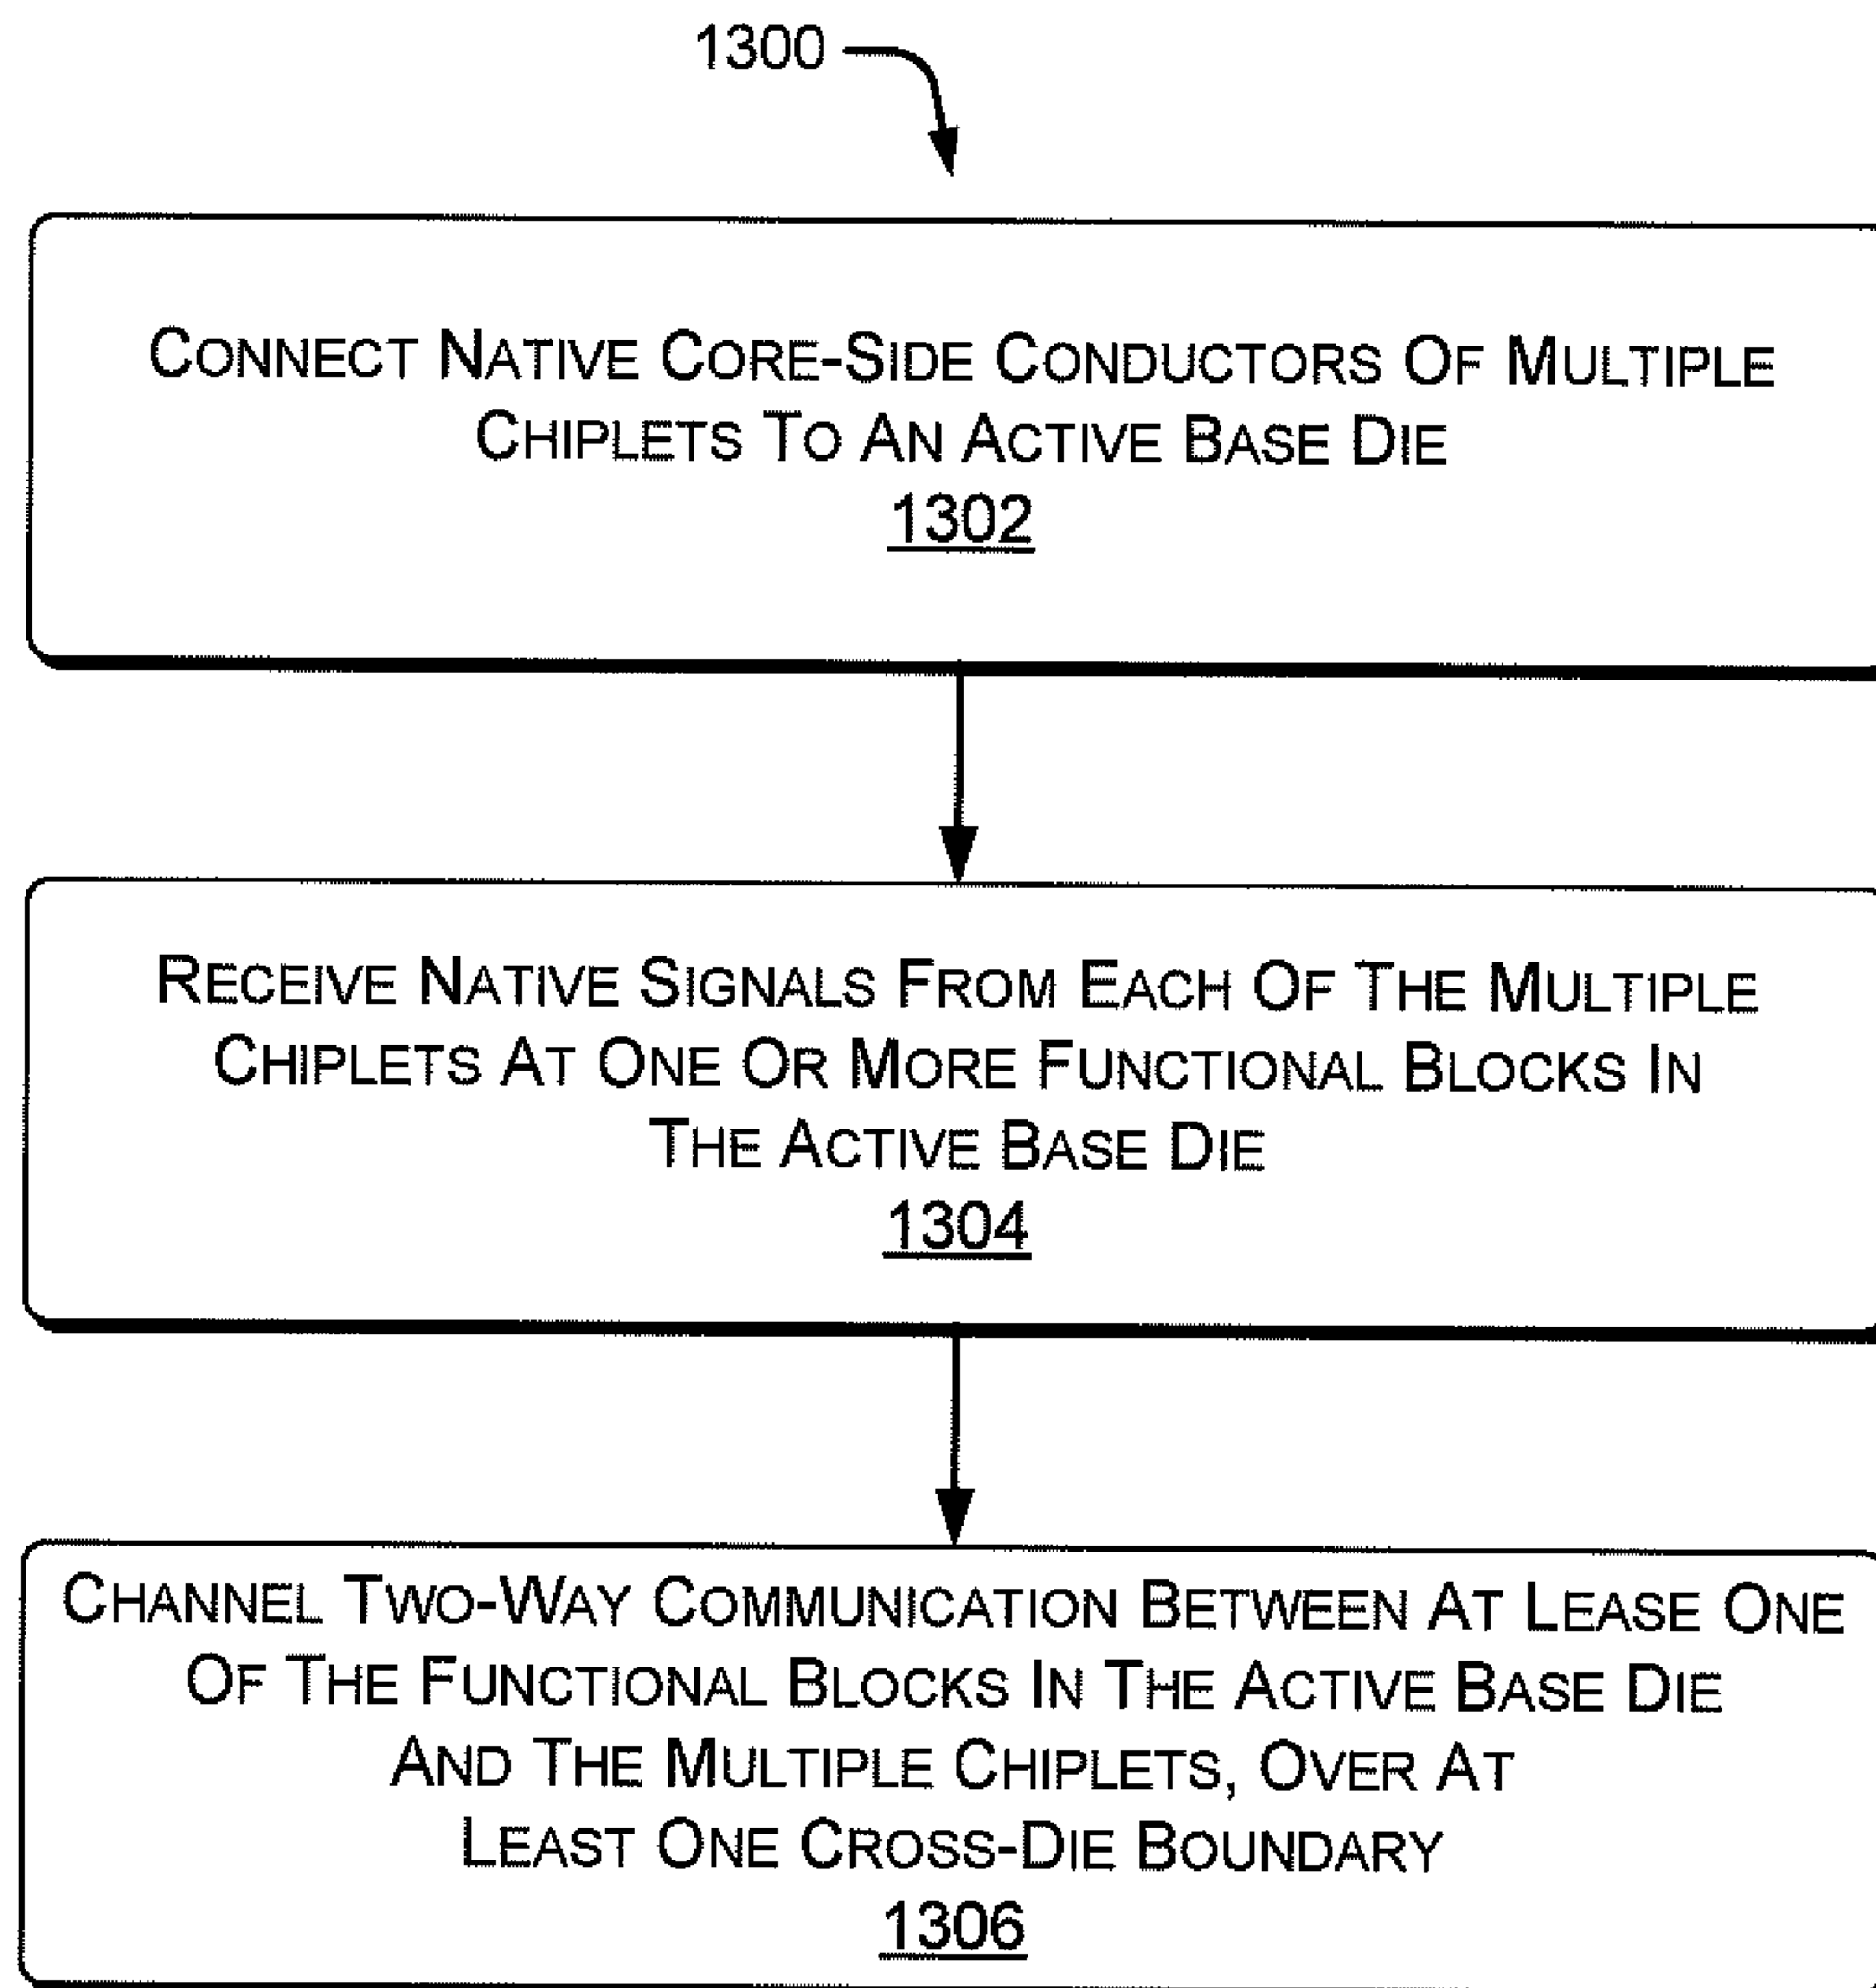 1300
CONNECT NATIVE CORE-SIDE CONDUCTORS OF MULTIPLE
CHIPLETS TO AN ACTIVE BASE DIE
1302
RECEIVE NATIVE SIGNALS FROM EACH OF THE MULTIPLE
CHIPLETS AT ONE OR MORE FUNCTIONAL BLOCKS IN
THE ACTIVE BASE DIE
1304
CHANNEL TWO-WAY COMMUNICATION BETWEEN AT LEASE ONE
OF THE FUNCTIONAL BLOCKS IN THE ACTIVE BASE DIE
AND THE MULTIPLE CHIPLETS, OVER AT
LEAST ONE CROSS-DIE BOUNDARY
1306